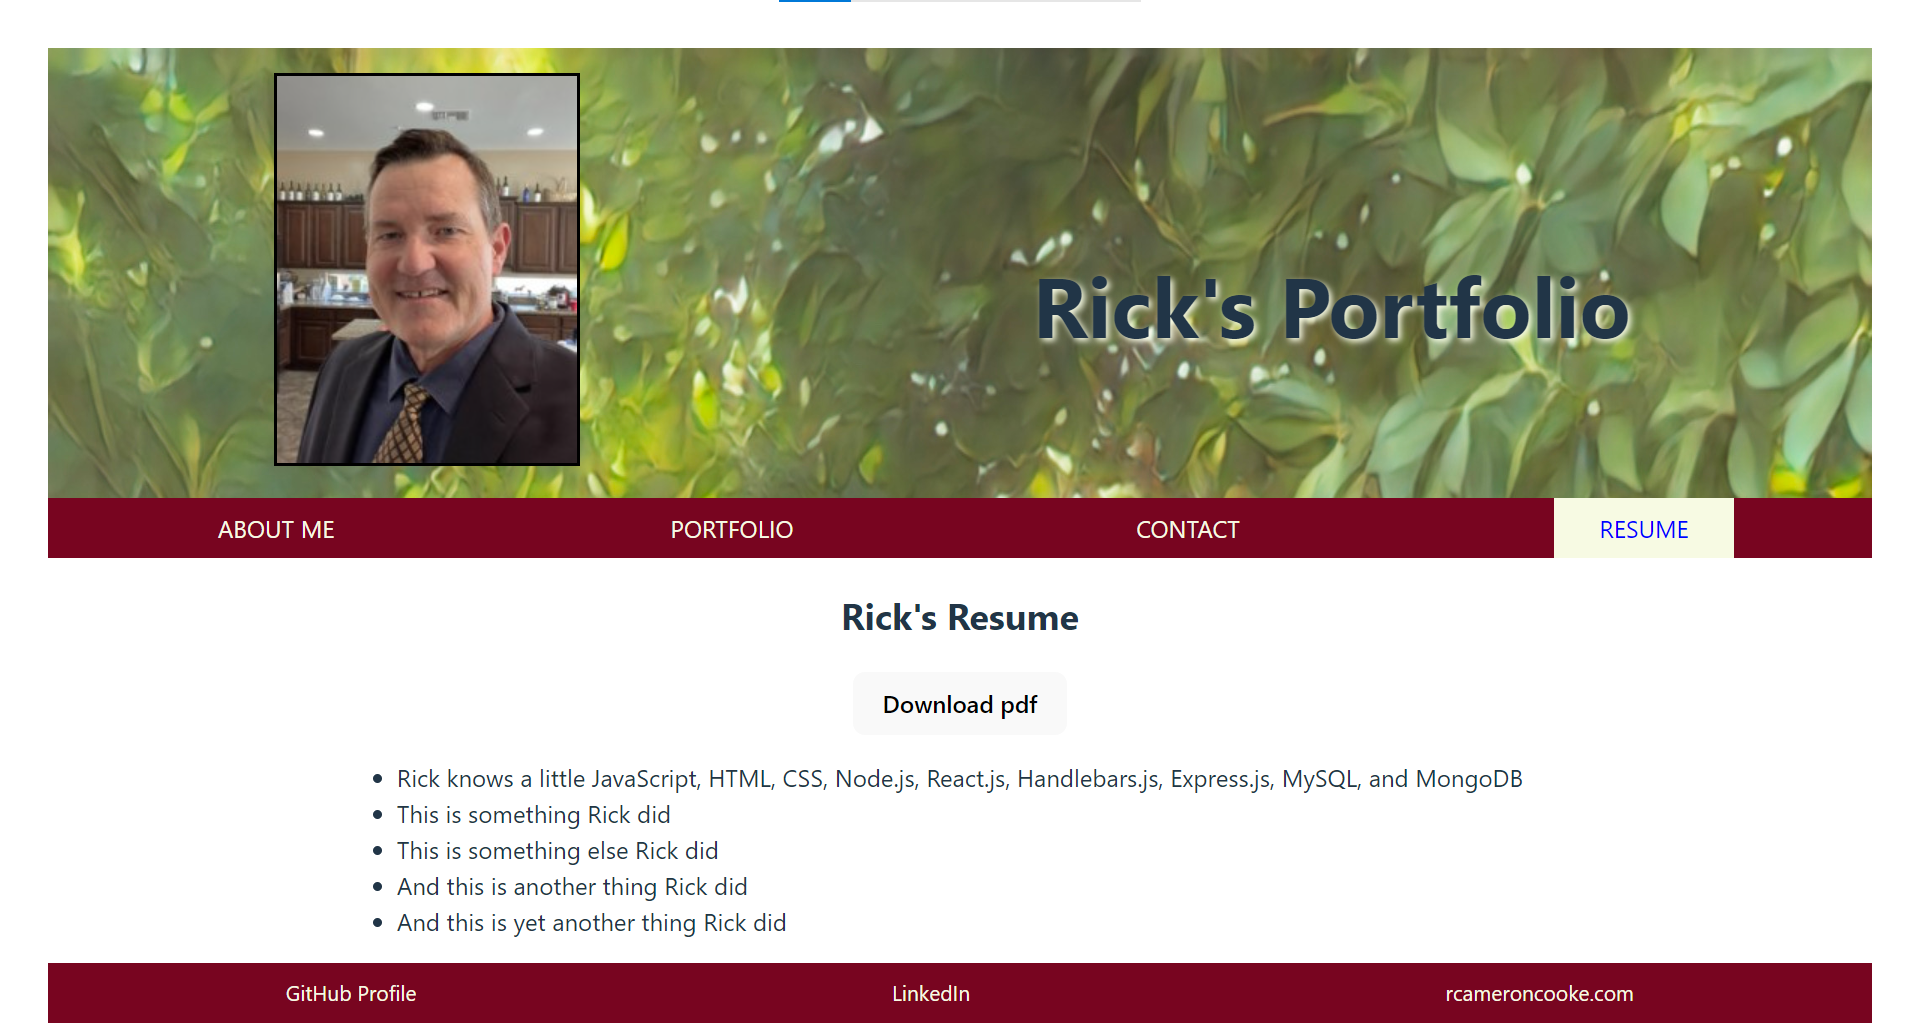 Rick's Portfolio
ABOUT ME
PORTFOLIO
CONTACT
RESUME
Rick's Resume
Download pdf
Rick knows a little JavaScript, HTML, CSS, Node.js, React.js, Handlebars.js, Express.js, MySQL, and MongoDB
This is something Rick did
This is something else Rick did
And this is another thing Rick did
And this is yet another thing Rick did
GitHub Profile
LinkedIn
rcameroncooke.com